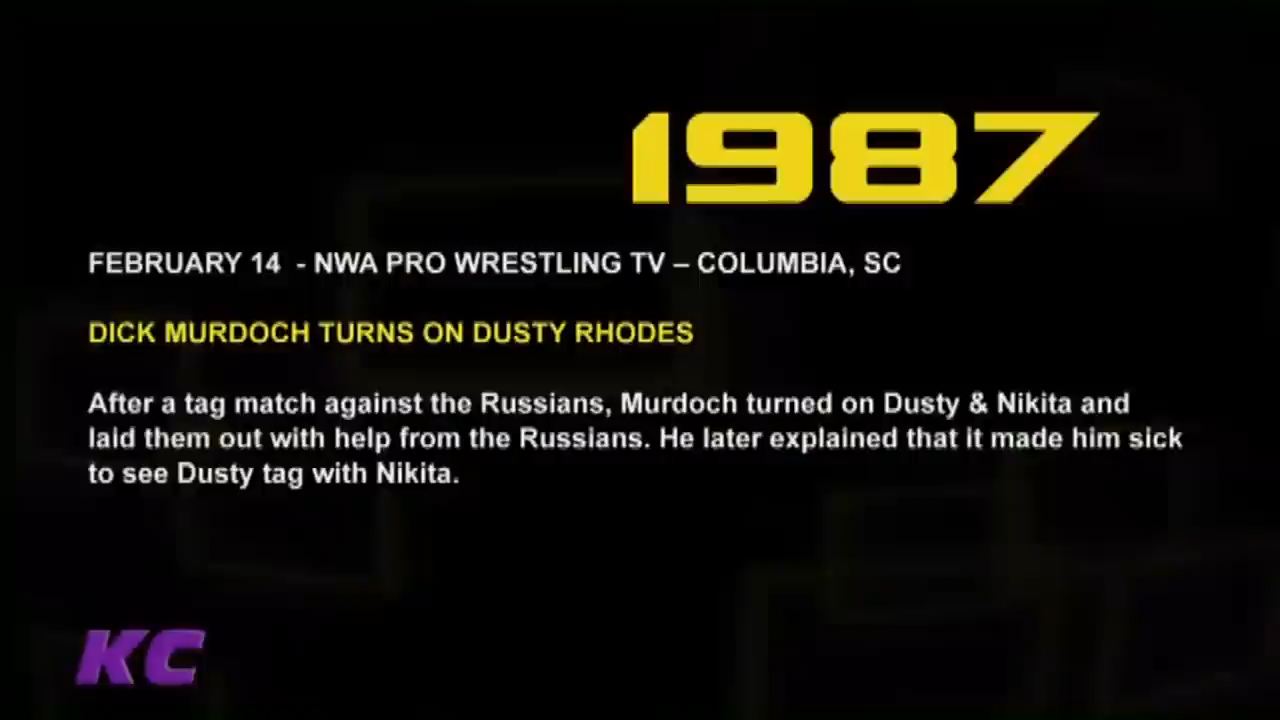 1987
FEBRUARY 14 - NWA PRO WRESTLING TV – COLUMBIA, SC
DICK MURDOCH TURNS ON DUSTY RHODES
After a tag match against the Russians, Murdoch turned on Dusty & Nikita and
laid them out with help from the Russians. He later explained that it made him sick
to see Dusty tag with Nikita.
KC